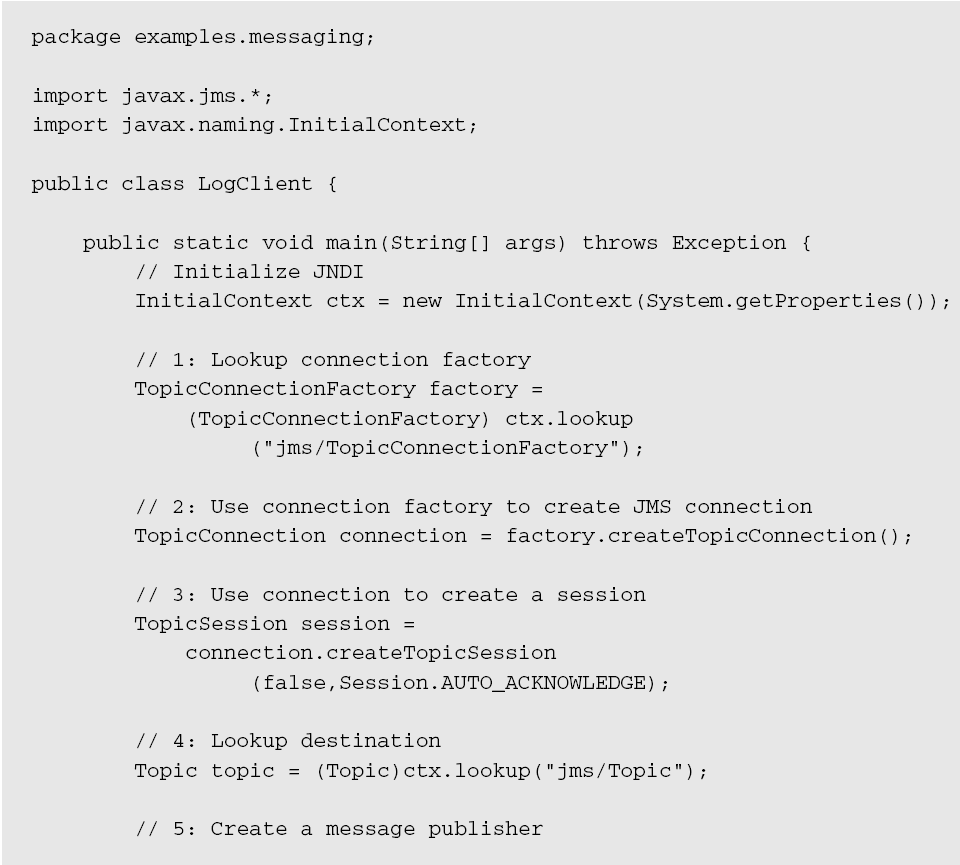 package examples.messaging;
import javax.jms.*;
import javax.naming.InitialContext;
public class LogClient {
public static void main(String[] args) throws Exception {
// Initialize JNDI
InitialContext ctx = new InitialContext(System.getProperties());
// 1: Lookup connection factory
TopicConnectionFactory factory =
(TopicConnectionFactory) ctx.lookup
("jms/TopicConnectionFactory");
// 2: Use connection factory to create JMS connection
TopicConnection connection = factory.createTopicConnection();
// 3: Use connection to create a session
TopicSession session =
connection.createTopicSession
(false,Session.AUTO_ACKNOWLEDGE);
// 4: Lookup destination
Topic topic = (Topic)ctx.lookup("jms/Topic");
// 5: Create a message publisher